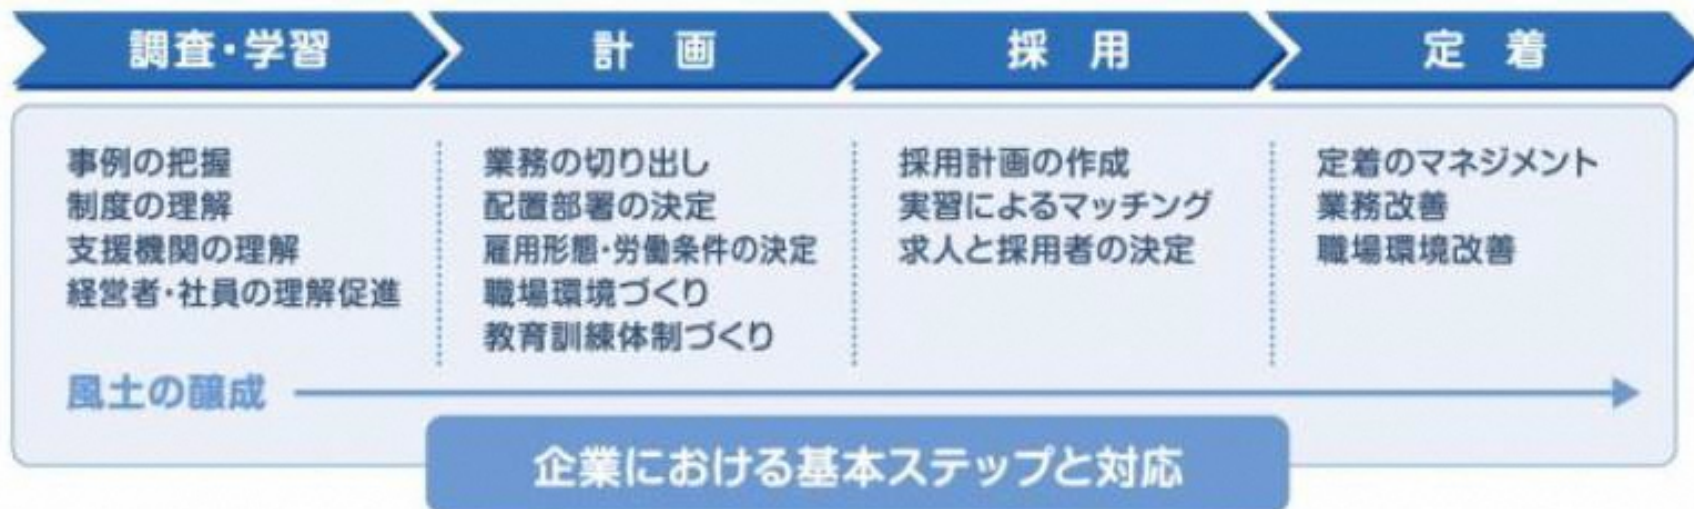 調査・学習
計画
採用
定着
事例の把握
制度の理解
支援機関の理解
経営者・社員の理解促進
業務の切り出し
配置部署の決定
雇用形態・労働条件の決定
職場環境づくり
教育訓練体制づくり
採用計画の作成
実習によるマッチング
求人と採用者の決定
定着のマネジメント
業務改善
職場環境改善
風土の醸成
企業における基本ステップと対応